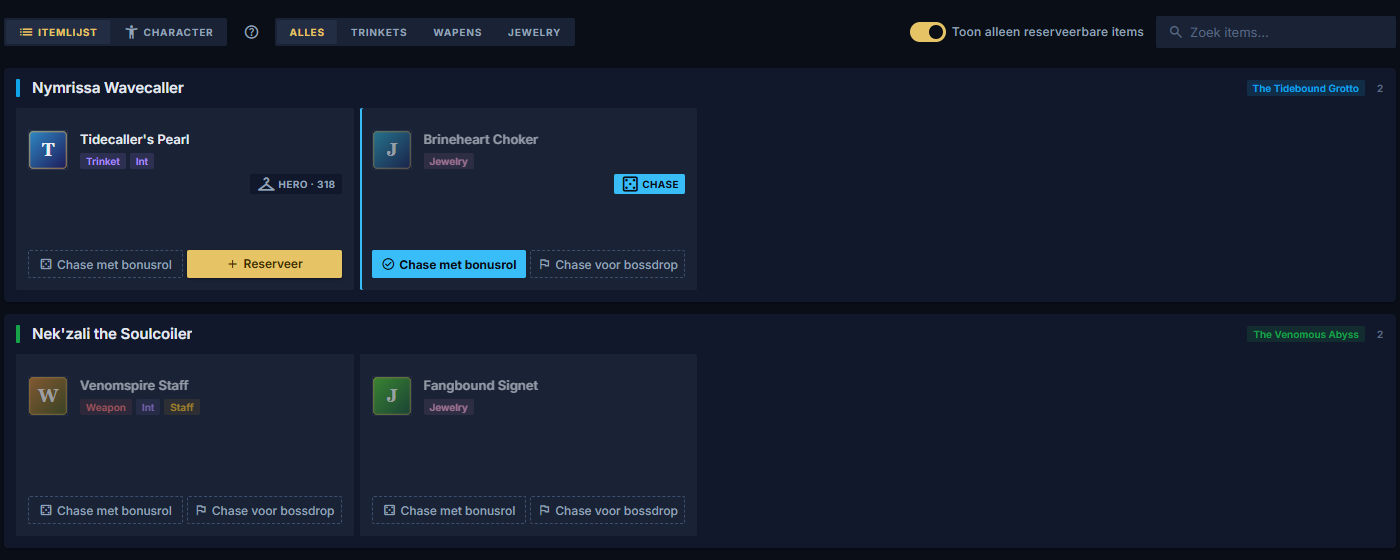 ITEMLIJST CHARACTER ALLES TRINKETS WAPENS JEWELRY Toon alleen reserveerbare items Zoek items...
Nymrissa Wavecaller The Tidebound Grotto 2
T Tidecaller's Pearl
Trinket Int
HERO · 318
Chase met bonusrol + Reserveer
J Brineheart Choker
Jewelry
CHASE
Chase met bonusrol Chase voor bossdrop
Nek'zali the Soulcoiler The Venomous Abyss 2
W Venomspire Staff
Weapon Int Staff
Chase met bonusrol Chase voor bossdrop
J Fangbound Signet
Jewelry
Chase met bonusrol Chase voor bossdrop